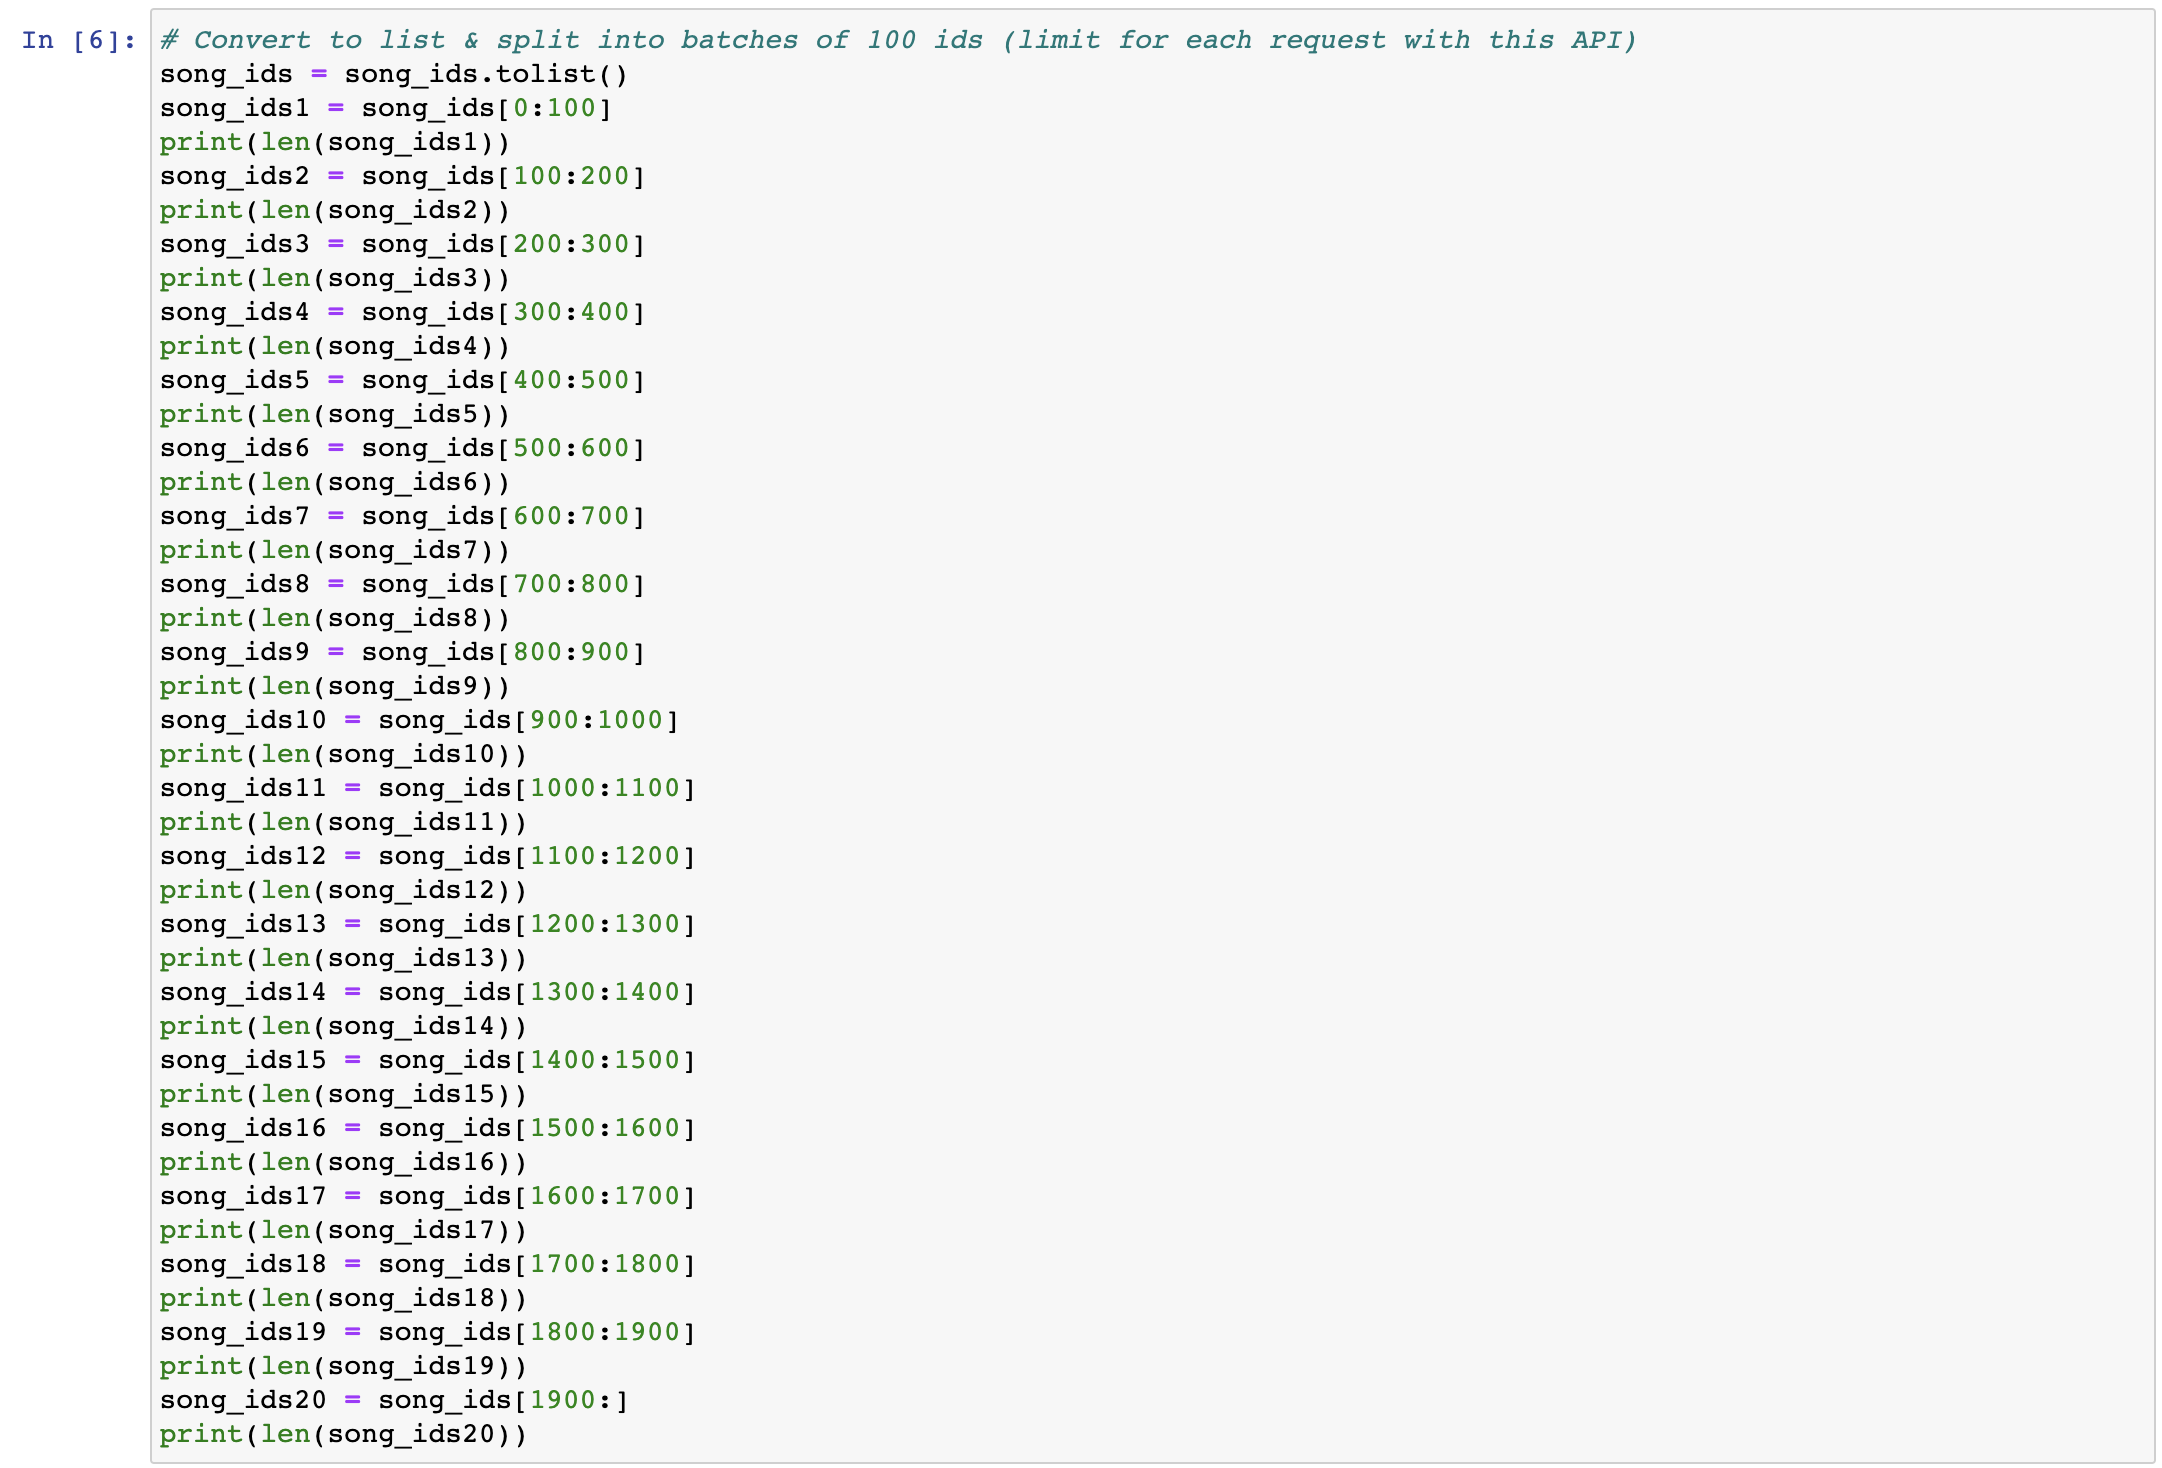 In [6]: # Convert to list & split into batches of 100 ids (limit for each request with this API)
song_ids = song_ids.tolist()
song_ids1 = song_ids[0:100]
print(len(song_ids1))
song_ids2 = song_ids[100:200]
print(len(song_ids2))
song_ids3 = song_ids[200:300]
print(len(song_ids3))
song_ids4 = song_ids[300:400]
print(len(song_ids4))
song_ids5 = song_ids[400:500]
print(len(song_ids5))
song_ids6 = song_ids[500:600]
print(len(song_ids6))
song_ids7 = song_ids[600:700]
print(len(song_ids7))
song_ids8 = song_ids[700:800]
print(len(song_ids8))
song_ids9 = song_ids[800:900]
print(len(song_ids9))
song_ids10 = song_ids[900:1000]
print(len(song_ids10))
song_ids11 = song_ids[1000:1100]
print(len(song_ids11))
song_ids12 = song_ids[1100:1200]
print(len(song_ids12))
song_ids13 = song_ids[1200:1300]
print(len(song_ids13))
song_ids14 = song_ids[1300:1400]
print(len(song_ids14))
song_ids15 = song_ids[1400:1500]
print(len(song_ids15))
song_ids16 = song_ids[1500:1600]
print(len(song_ids16))
song_ids17 = song_ids[1600:1700]
print(len(song_ids17))
song_ids18 = song_ids[1700:1800]
print(len(song_ids18))
song_ids19 = song_ids[1800:1900]
print(len(song_ids19))
song_ids20 = song_ids[1900:]
print(len(song_ids20))